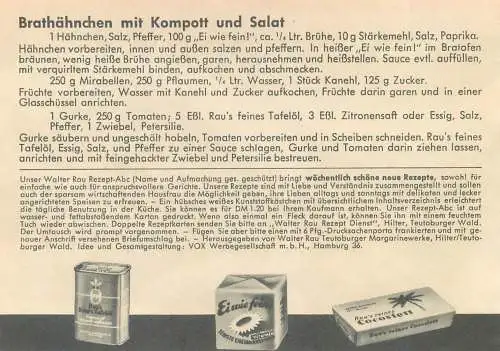 Brathähnchen mit Kompott und Salat
1 Hähnchen, Salz, Pfeffer, 100 g „Ei wie fein!", ca. ¼ Ltr. Brühe, 10 g Stärkemehl, Salz, Paprika.
Hähnchen vorbereiten, innen und außen salzen und pfeffern. In heißer „Ei wie fein!" im Bratofen
bräunen, wenig heiße Brühe angießen, garen, herausnehmen und heißstellen. Sauce evtl. auffüllen,
mit verquirltem Stärkemehl binden, aufkochen und abschmecken.
250 g Mirabellen, 250 g Pflaumen, ¼ Ltr. Wasser, 1 Stück Kanehl, 125 g Zucker.
Früchte vorbereiten, Wasser mit Kanehl und Zucker aufkochen, Früchte darin garen und in einer
Glasschüssel anrichten.
1 Gurke, 250 g Tomaten; 5 Eßl. Rau's feines Tafelöl, 3 Eßl. Zitronensaft oder Essig, Salz,
Pfeffer, 1 Zwiebel, Petersilie.
Gurke säubern und ungeschält hobeln, Tomaten vorbereiten und in Scheiben schneiden. Rau's feines
Tafelöl, Essig, Salz, und Pfeffer zu einer Sauce schlagen, Gurke und Tomaten darin ziehen lassen,
anrichten und mit feingehackter Zwiebel und Petersilie bestreuen.
Unser Walter Rau Rezept-Abc (Name und Aufmachung ges. geschützt) bringt wöchentlich schöne neue Rezepte, sowohl für
einfache wie auch für anspruchsvollere Gerichte. Unsere Rezepte sind mit Liebe und Verständnis zusammengestellt und sollen
auch der sparsam wirtschaftenden Hausfrau die Möglichkeit geben, ihre Lieben alltags und sonntags mit delikaten und lecker
angerichteten Speisen zu erfreuen. – Ein hübsches weißes Kunststoffkästchen mit übersichtlichem Inhaltsverzeichnis erleichtert
die tägliche Benutzung in der Küche. Sie können es für DM 1.20 bei Ihrem Kaufmann erhalten. Unser Rezept-Abc ist auf
wasser- und fettabstoßendem Karton gedruckt. Wenn also einmal ein Fleck darauf ist, können Sie ihn mit einem feuchten
Tuch wieder abwischen. Doppelte Rezeptkarten senden Sie bitte an „Walter Rau Rezept Dienst", Hilter, Teutoburger Wald.
Der Umtausch wird prompt vorgenommen. – Fügen Sie aber bitte einen mit 6 Pfg.-Drucksachenporto frankierten und mit ge-
nauer Anschrift versehenen Briefumschlag bei. – Herausgegeben von Walter Rau Teutoburger Margarinewerke, Hilter/Teuto-
burger Wald. Idee und Gesamtgestaltung: VOX Werbegesellschaft m. b. H., Hamburg 36.
Ei wie fein
Rau's reines
Cocosfett
Rau's reines Cocosfett